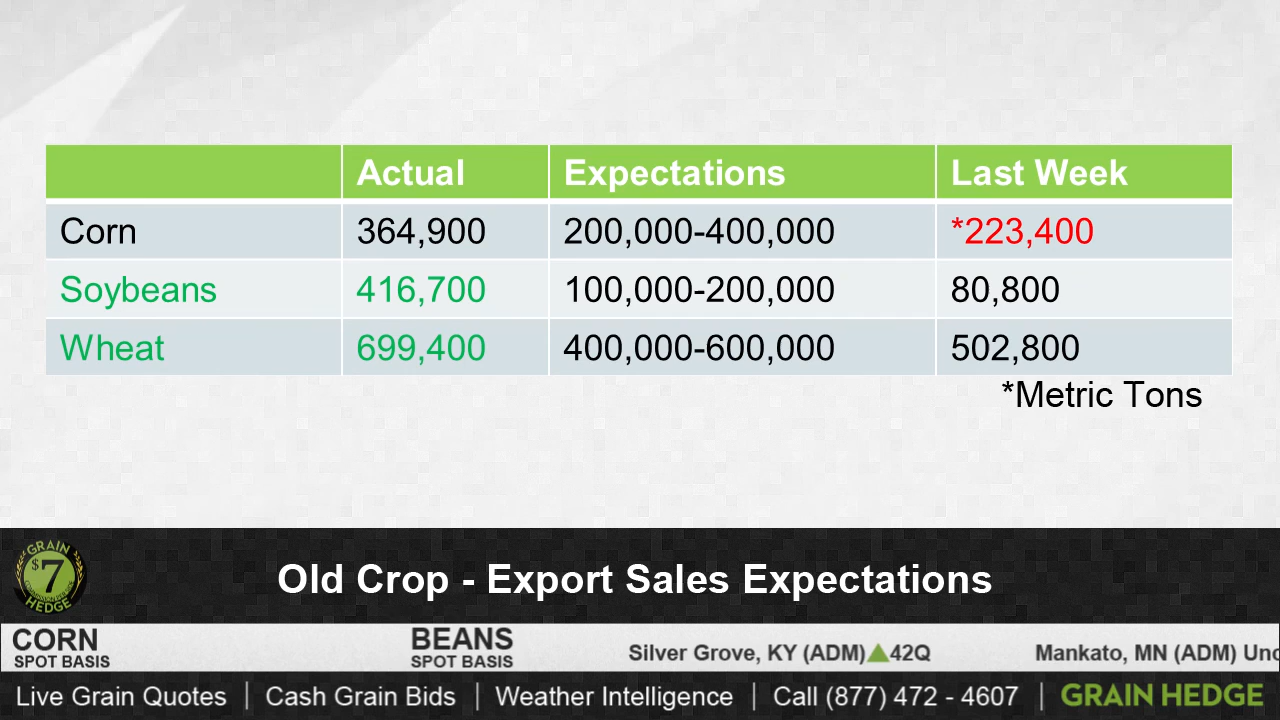 Actual Expectations Last Week
Corn 364,900 200,000-400,000 *223,400
Soybeans 416,700 100,000-200,000 80,800
Wheat 699,400 400,000-600,000 502,800
*Metric Tons
GRAIN
$7
HEDGE
Old Crop - Export Sales Expectations
CORN
SPOT BASIS
BEANS
SPOT BASIS
Silver Grove, KY (ADM)▲42Q
Mankato, MN (ADM) Und
Live Grain Quotes | Cash Grain Bids | Weather Intelligence | Call (877) 472 - 4607 | GRAIN HEDGE